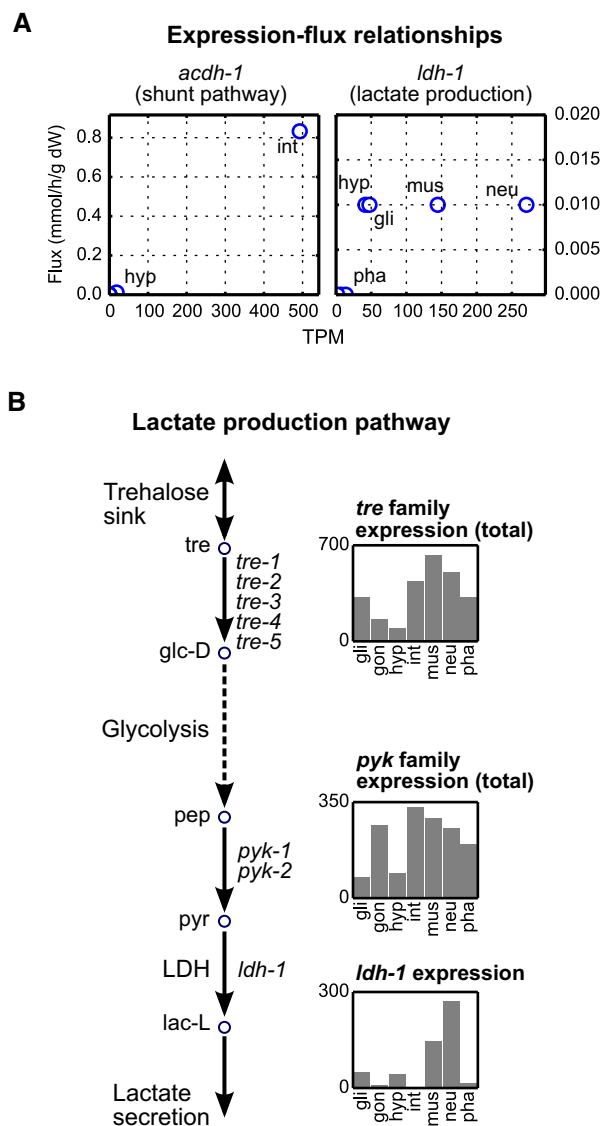 A
Expression-flux relationships
acdh-1
(shunt pathway)
ldh-1
(lactate production)
Flux (mmol/h/g dW)
0.8
0.6
0.4
0.2
0.0
int
hyp
0 100 200 300 400 500
hyp
gli
mus
neu
pha
0 50 100 150 200 250
0.020
0.015
0.010
0.005
0.000
TPM
B
Lactate production pathway
Trehalose
sink
tre
tre-1
tre-2
tre-3
tre-4
tre-5
glc-D
Glycolysis
pep
pyk-1
pyk-2
pyr
LDH
ldh-1
lac-L
Lactate
secretion
tre family
expression (total)
700
0
gli gon hyp int mus neu pha
pyk family
expression (total)
350
0
gli gon hyp int mus neu pha
ldh-1 expression
300
0
gli gon hyp int mus neu pha